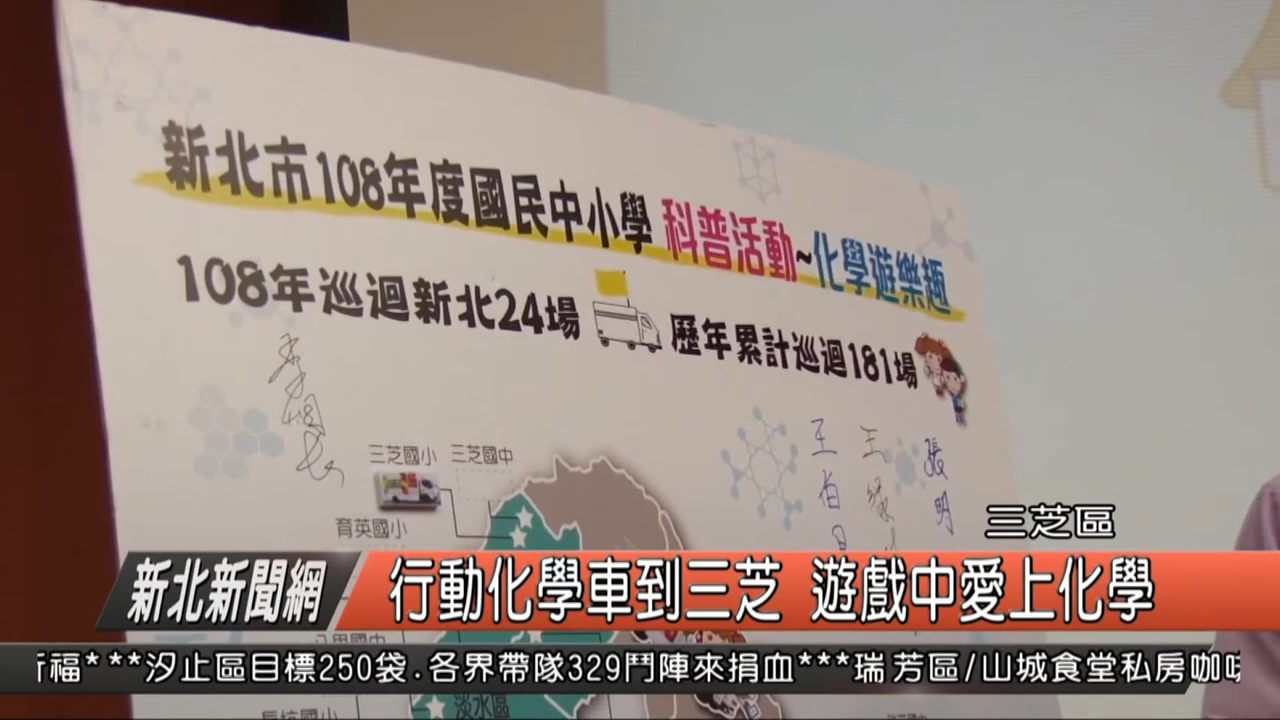 新北市108年度國民中小學 科普活動~化學遊樂趣
108年巡迴新北24場 歷年累計巡迴181場
三芝國小 三芝國中
育英國小
三芝區
新北新聞網 行動化學車到三芝 遊戲中愛上化學
福***汐止區目標250袋.各界帶隊329鬥陣來捐血***瑞芳區/山城食堂私房咖
淡水區